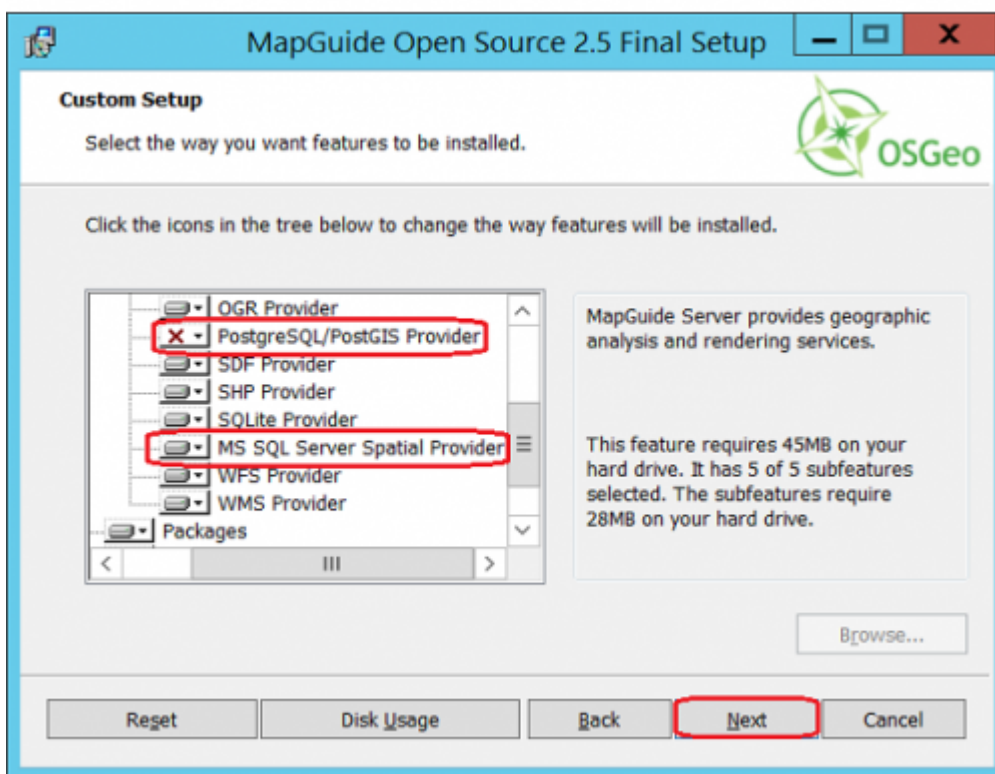 MapGuide Open Source 2.5 Final Setup
Custom Setup
Select the way you want features to be installed.
OSGeo
Click the icons in the tree below to change the way features will be installed.
OGR Provider
PostgreSQL/PostGIS Provider
SDF Provider
SHP Provider
SQLite Provider
MS SQL Server Spatial Provider
WFS Provider
WMS Provider
Packages
MapGuide Server provides geographic
analysis and rendering services.
This feature requires 45MB on your
hard drive. It has 5 of 5 subfeatures
selected. The subfeatures require
28MB on your hard drive.
Browse...
Reset
Disk Usage
Back
Next
Cancel